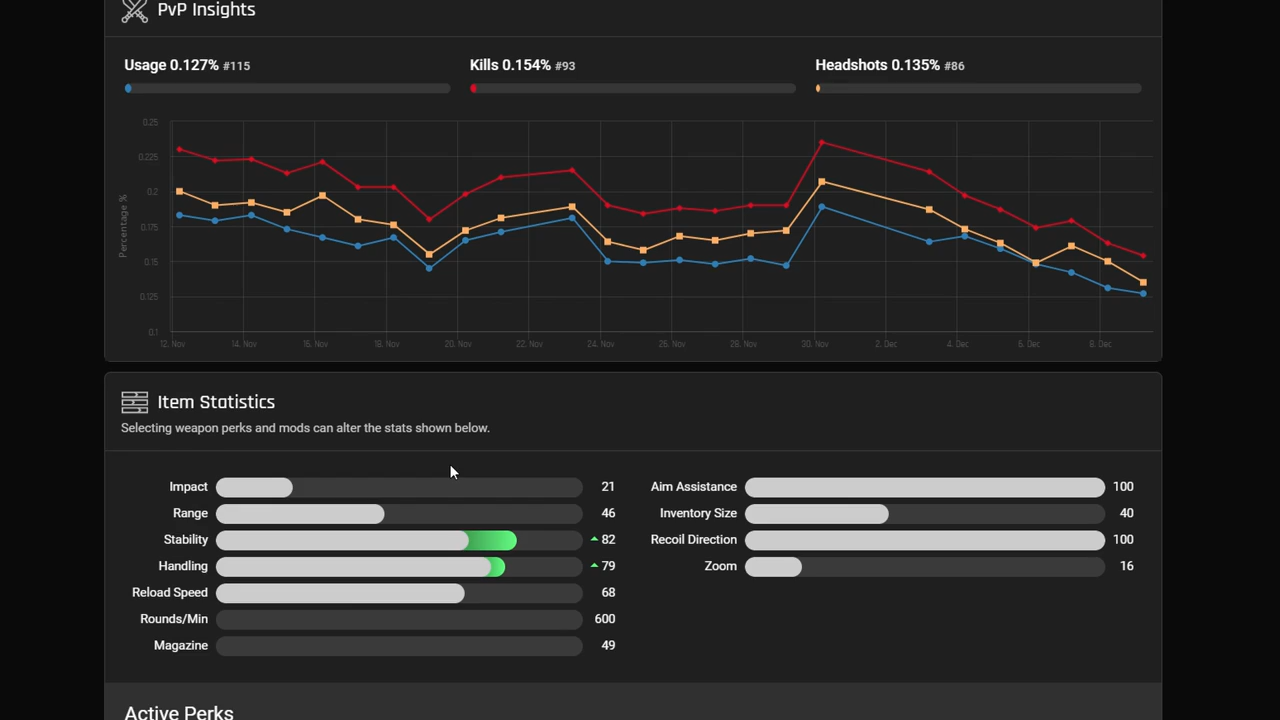 PvP Insights
Usage 0.127% #115
Kills 0.154% #93
Headshots 0.135% #86
0.25
0.225
0.2
0.175
0.15
0.125
0.1
Percentage %
12. Nov 14. Nov 16. Nov 18. Nov 20. Nov 22. Nov 24. Nov 26. Nov 28. Nov 30. Nov 2. Dec 4. Dec 6. Dec 8. Dec
Item Statistics
Selecting weapon perks and mods can alter the stats shown below.
Impact 21
Range 46
Stability 82
Handling 79
Reload Speed 68
Rounds/Min 600
Magazine 49
Aim Assistance 100
Inventory Size 40
Recoil Direction 100
Zoom 16
Active Perks